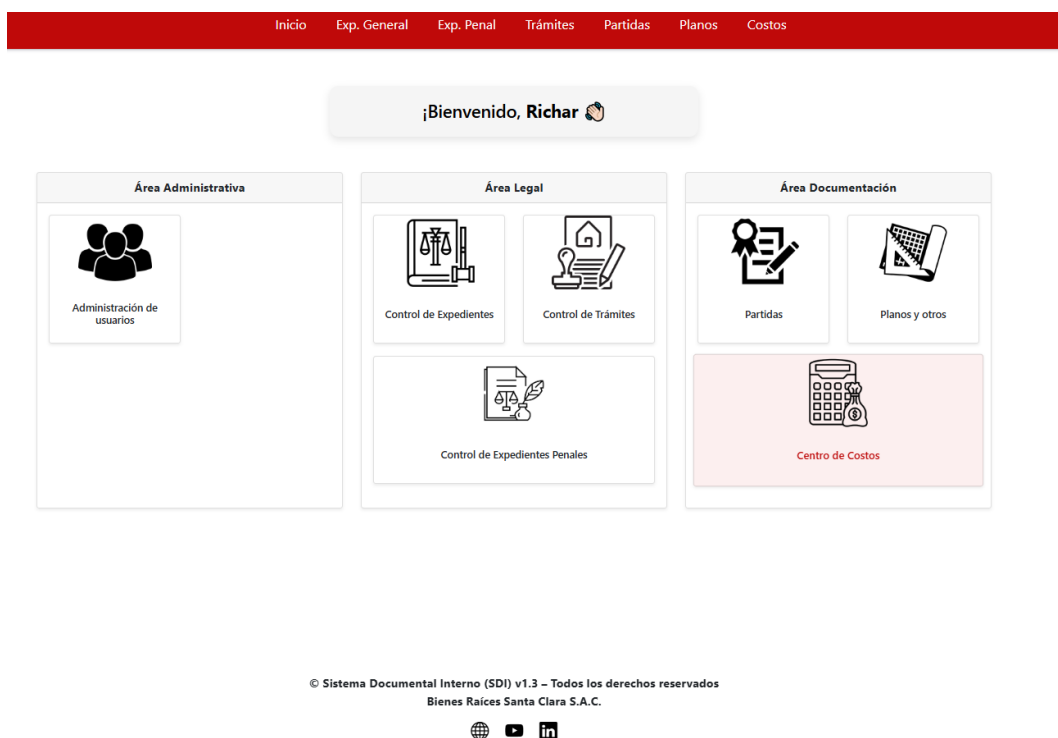 Inicio Exp. General Exp. Penal Trámites Partidas Planos Costos
¡Bienvenido, Richar 👋🏻
Área Administrativa
Administración de
usuarios
Área Legal
Control de Expedientes
Control de Trámites
Control de Expedientes Penales
Área Documentación
Partidas
Planos y otros
Centro de Costos
© Sistema Documental Interno (SDI) v1.3 – Todos los derechos reservados
Bienes Raíces Santa Clara S.A.C.